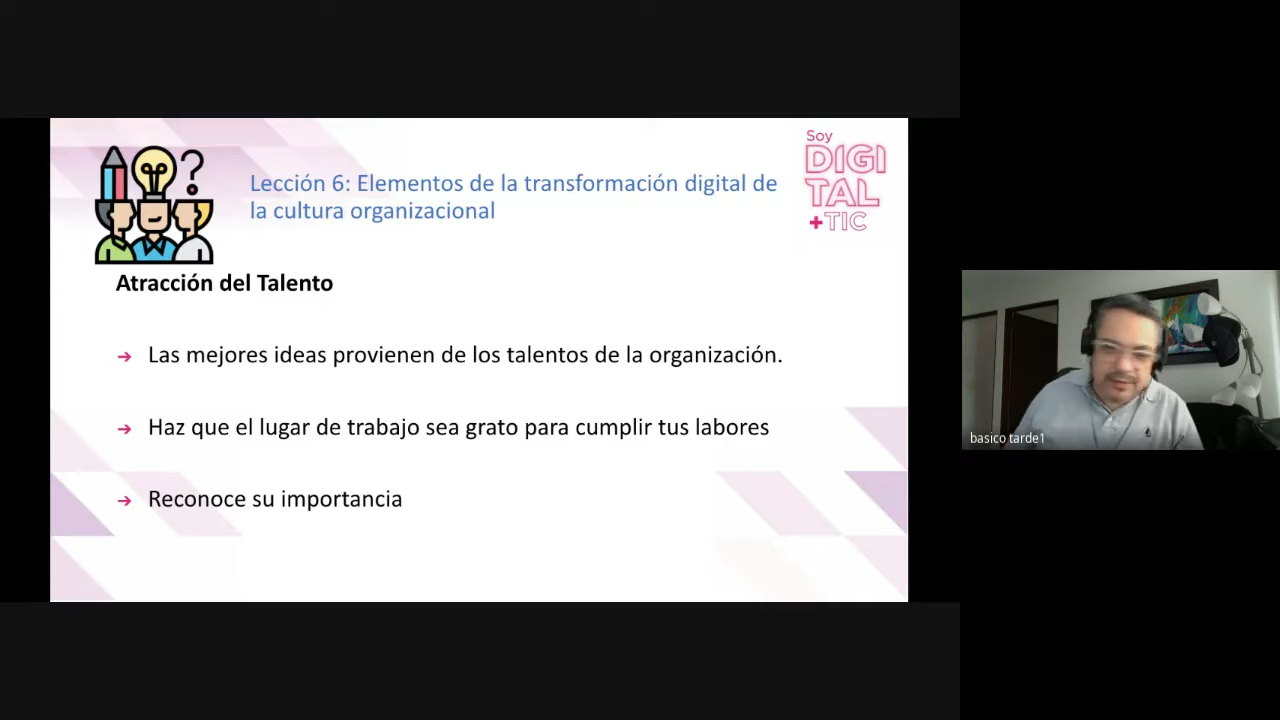 Soy
DIGI
TAL
+TIC
Lección 6: Elementos de la transformación digital de
la cultura organizacional
Atracción del Talento
→ Las mejores ideas provienen de los talentos de la organización.
→ Haz que el lugar de trabajo sea grato para cumplir tus labores
→ Reconoce su importancia
basico tarde1